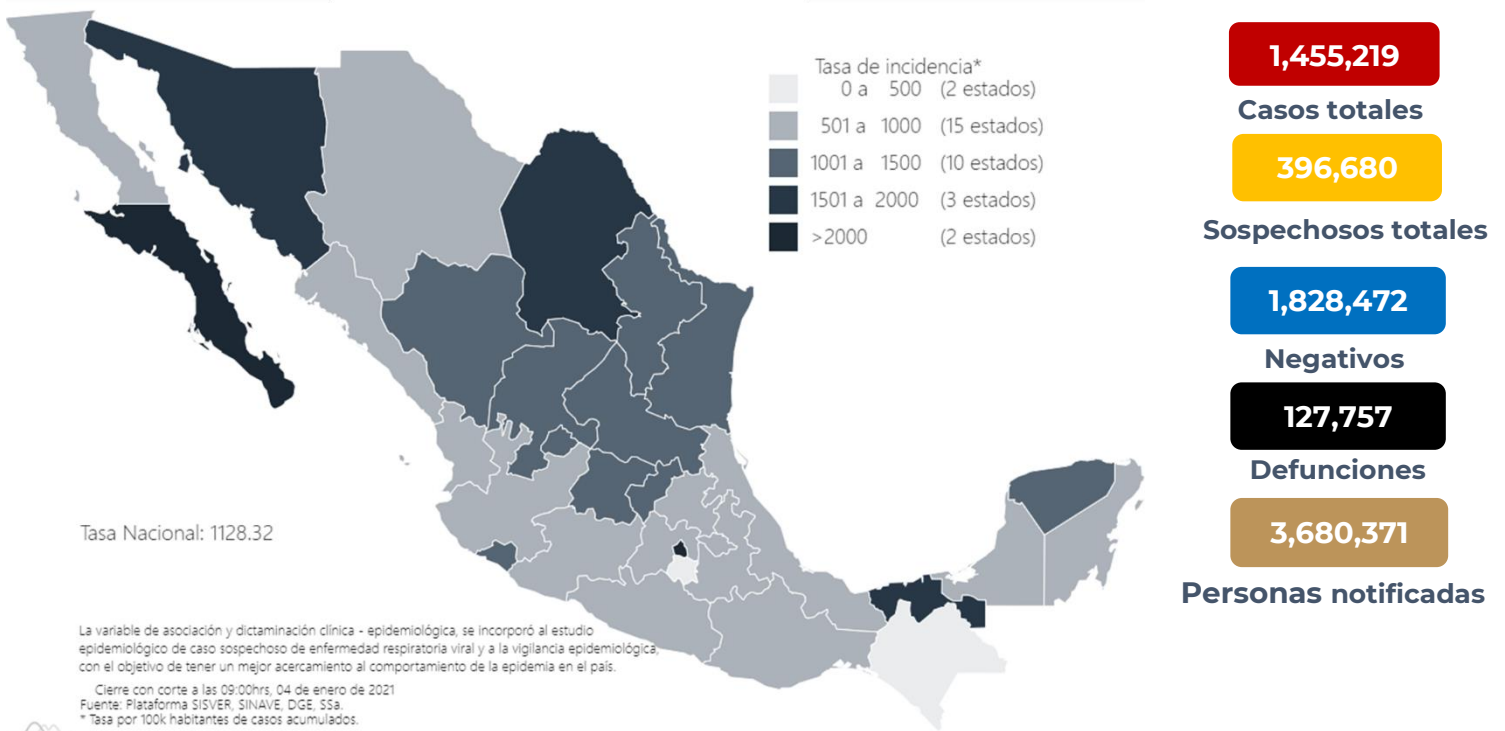 Tasa de incidencia*
0 a 500 (2 estados)
501 a 1000 (15 estados)
1001 a 1500 (10 estados)
1501 a 2000 (3 estados)
>2000 (2 estados)
Tasa Nacional: 1128.32
La variable de asociación y dictaminación clínica - epidemiológica, se incorporó al estudio
epidemiológico de caso sospechoso de enfermedad respiratoria viral y a la vigilancia epidemiológica,
con el objetivo de tener un mejor acercamiento al comportamiento de la epidemia en el país.
Cierre con corte a las 09:00hrs, 04 de enero de 2021
Fuente: Plataforma SISVER, SINAVE, DGE, SSa.
* Tasa por 100k habitantes de casos acumulados.
1,455,219
Casos totales
396,680
Sospechosos totales
1,828,472
Negativos
127,757
Defunciones
3,680,371
Personas notificadas